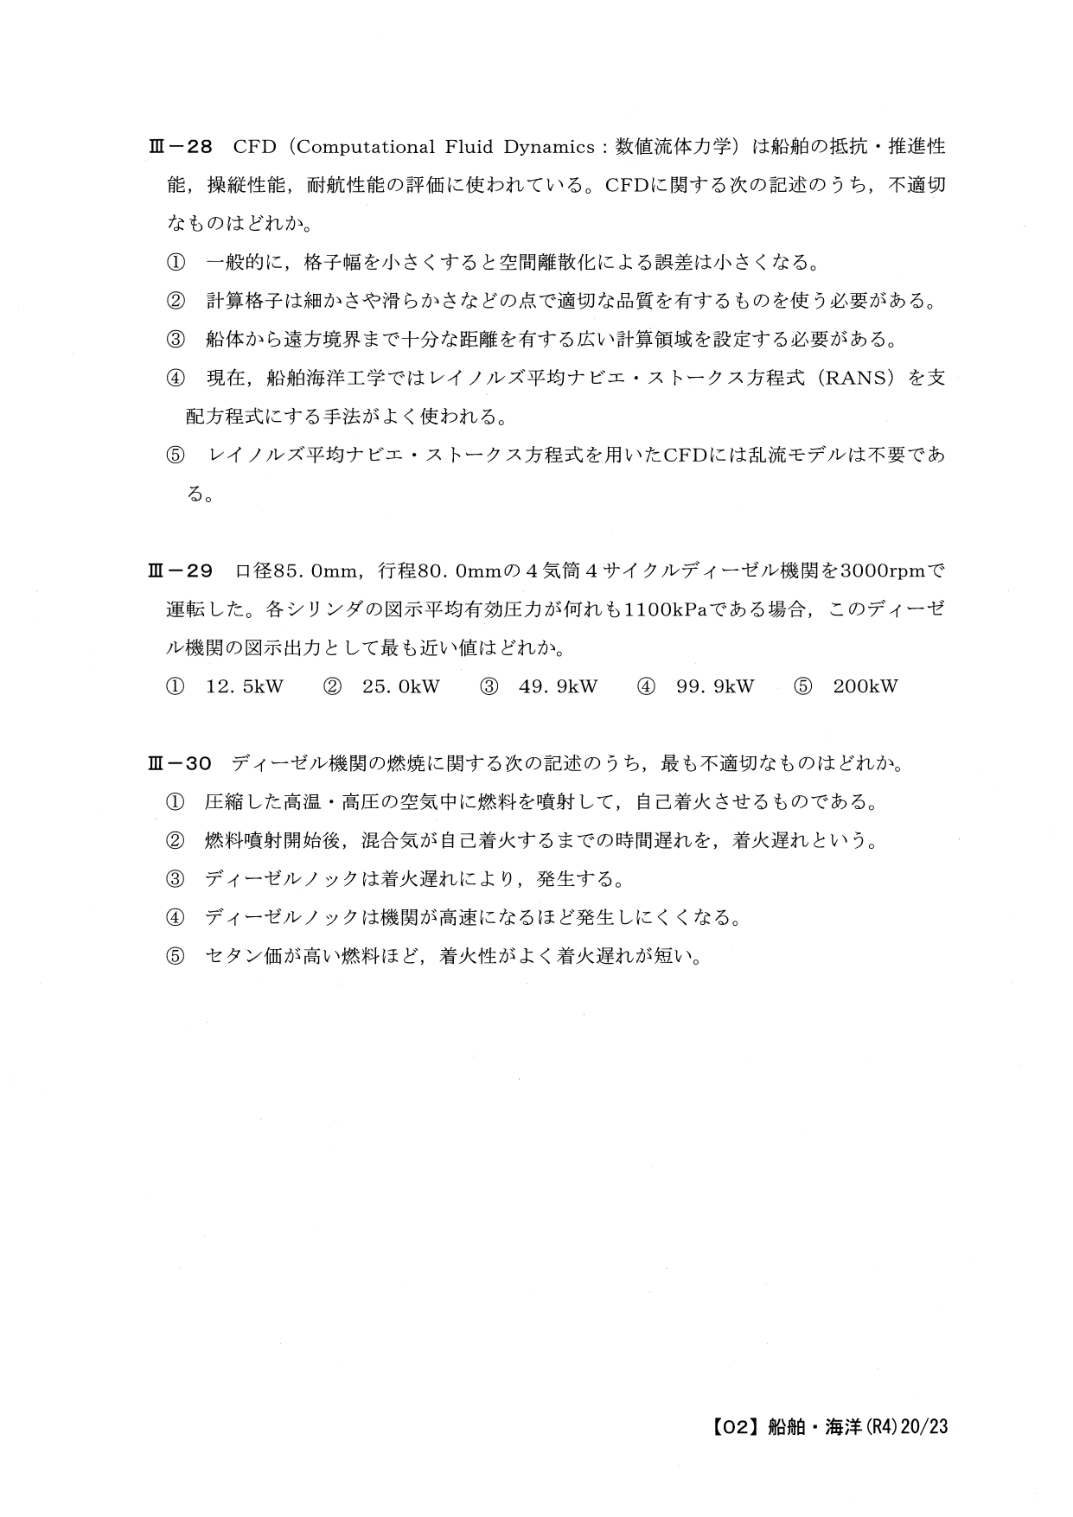 Ⅲ－28　CFD（Computational Fluid Dynamics：数値流体力学）は船舶の抵抗・推進性
能，操縦性能，耐航性能の評価に使われている。CFDに関する次の記述のうち，不適切
なものはどれか。
①　一般的に，格子幅を小さくすると空間離散化による誤差は小さくなる。
②　計算格子は細かさや滑らかさなどの点で適切な品質を有するものを使う必要がある。
③　船体から遠方境界まで十分な距離を有する広い計算領域を設定する必要がある。
④　現在，船舶海洋工学ではレイノルズ平均ナビエ・ストークス方程式（RANS）を支
配方程式にする手法がよく使われる。
⑤　レイノルズ平均ナビエ・ストークス方程式を用いたCFDには乱流モデルは不要であ
る。
Ⅲ－29　口径85.0mm，行程80.0mmの４気筒４サイクルディーゼル機関を3000rpmで
運転した。各シリンダの図示平均有効圧力が何れも1100kPaである場合，このディーゼ
ル機関の図示出力として最も近い値はどれか。
①　12.5kW　②　25.0kW　③　49.9kW　④　99.9kW　⑤　200kW
Ⅲ－30　ディーゼル機関の燃焼に関する次の記述のうち，最も不適切なものはどれか。
①　圧縮した高温・高圧の空気中に燃料を噴射して，自己着火させるものである。
②　燃料噴射開始後，混合気が自己着火するまでの時間遅れを，着火遅れという。
③　ディーゼルノックは着火遅れにより，発生する。
④　ディーゼルノックは機関が高速になるほど発生しにくくなる。
⑤　セタン価が高い燃料ほど，着火性がよく着火遅れが短い。
【02】船舶・海洋(R4)20/23